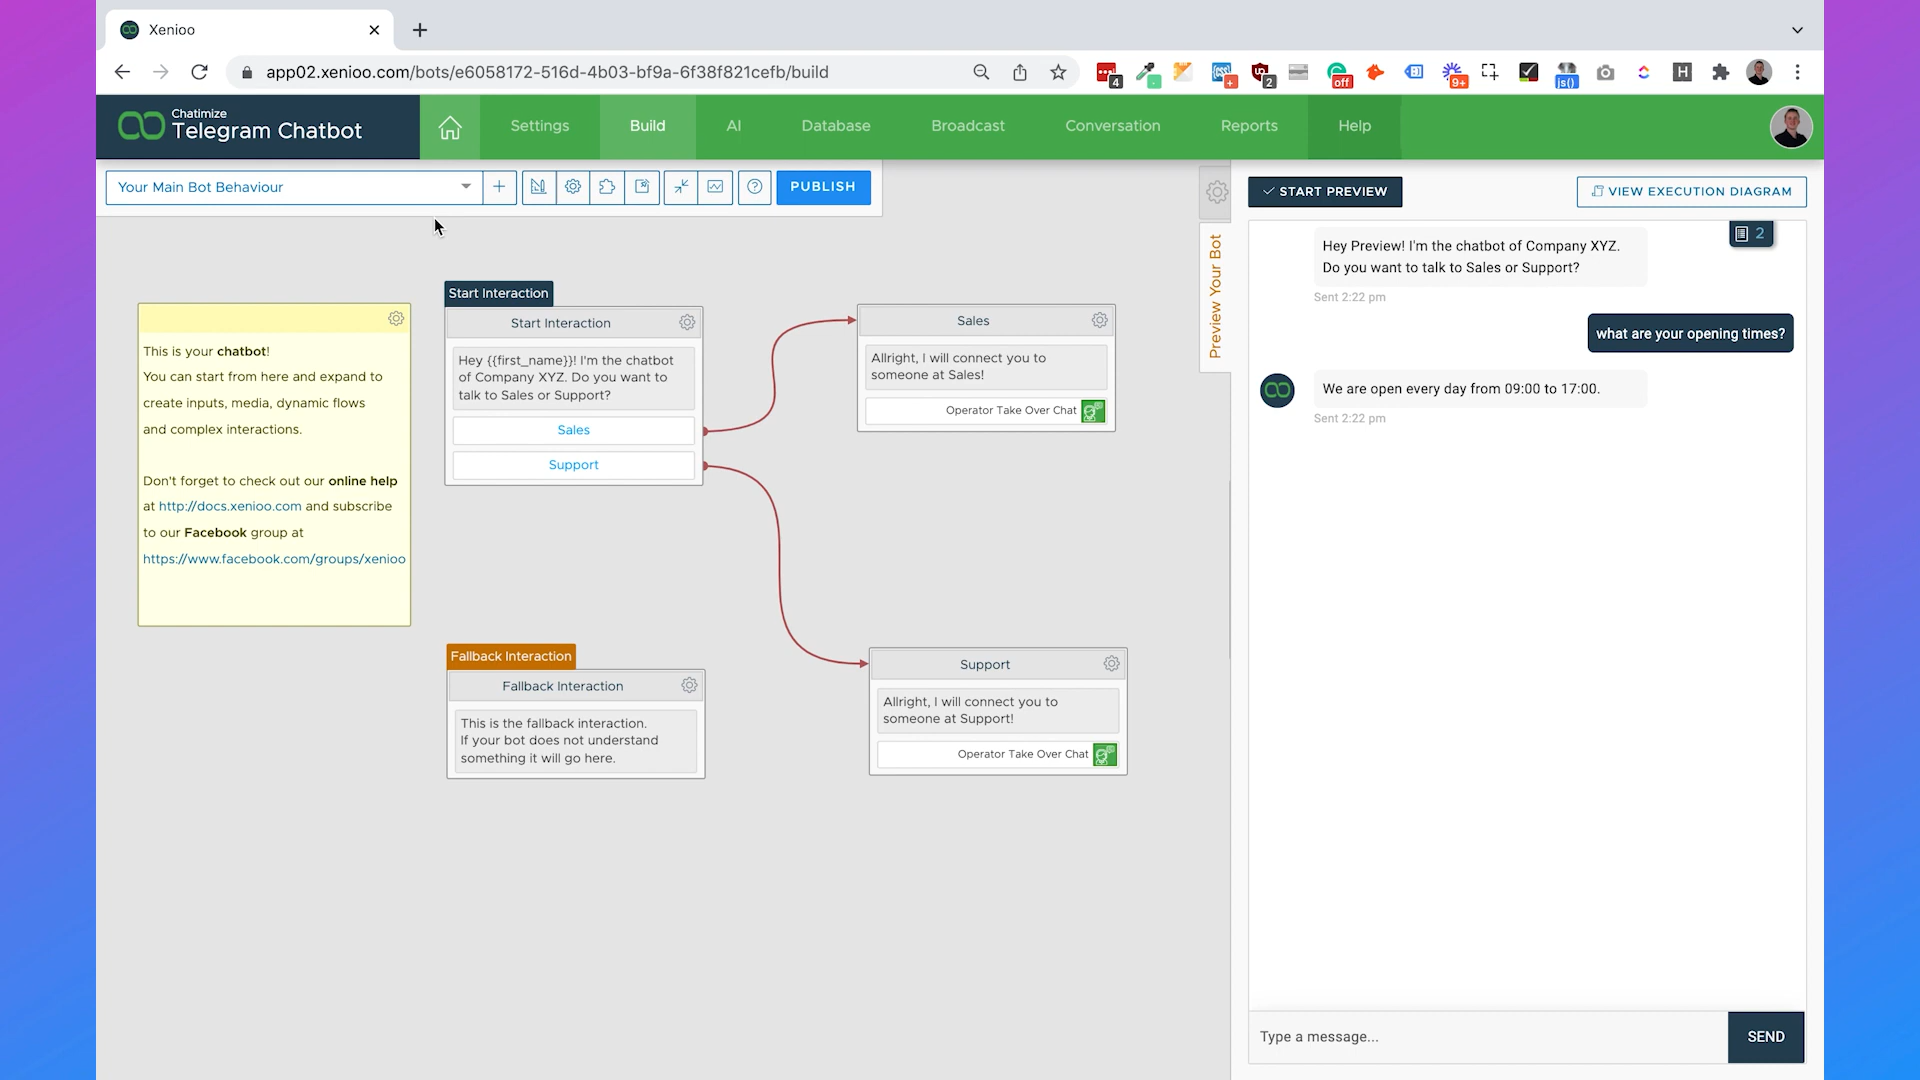 Xenioo
app02.xenioo.com/bots/e6058172-516d-4b03-bf9a-6f38f821cefb/build
4
2
off
9+
js()
H
Chatimize
Telegram Chatbot
Settings
Build
AI
Database
Broadcast
Conversation
Reports
Help
Your Main Bot Behaviour
PUBLISH
This is your chatbot!
You can start from here and expand to
create inputs, media, dynamic flows
and complex interactions.
Don't forget to check out our online help
at http://docs.xenioo.com and subscribe
to our Facebook group at
https://www.facebook.com/groups/xenioo
Start Interaction
Start Interaction
Hey {{first_name}}! I'm the chatbot
of Company XYZ. Do you want to
talk to Sales or Support?
Sales
Support
Fallback Interaction
Fallback Interaction
This is the fallback interaction.
If your bot does not understand
something it will go here.
Sales
Allright, I will connect you to
someone at Sales!
Operator Take Over Chat
Support
Allright, I will connect you to
someone at Support!
Operator Take Over Chat
Preview Your Bot
START PREVIEW
VIEW EXECUTION DIAGRAM
2
Hey Preview! I'm the chatbot of Company XYZ.
Do you want to talk to Sales or Support?
Sent 2:22 pm
what are your opening times?
We are open every day from 09:00 to 17:00.
Sent 2:22 pm
Type a message...
SEND